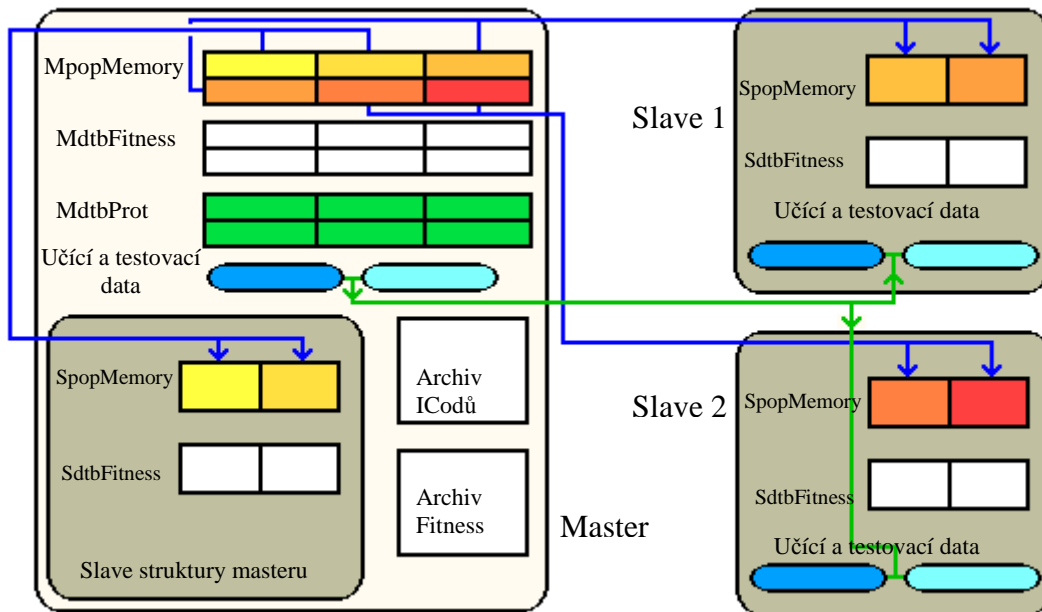 MpopMemory
MdtbFitness
MdtbProt
Učící a testovací
data
SpopMemory
SdtbFitness
Slave struktury masteru
Archiv
ICodů
Archiv
Fitness
Master
Slave 1
SpopMemory
SdtbFitness
Učící a testovací data
Slave 2
SpopMemory
SdtbFitness
Učící a testovací data